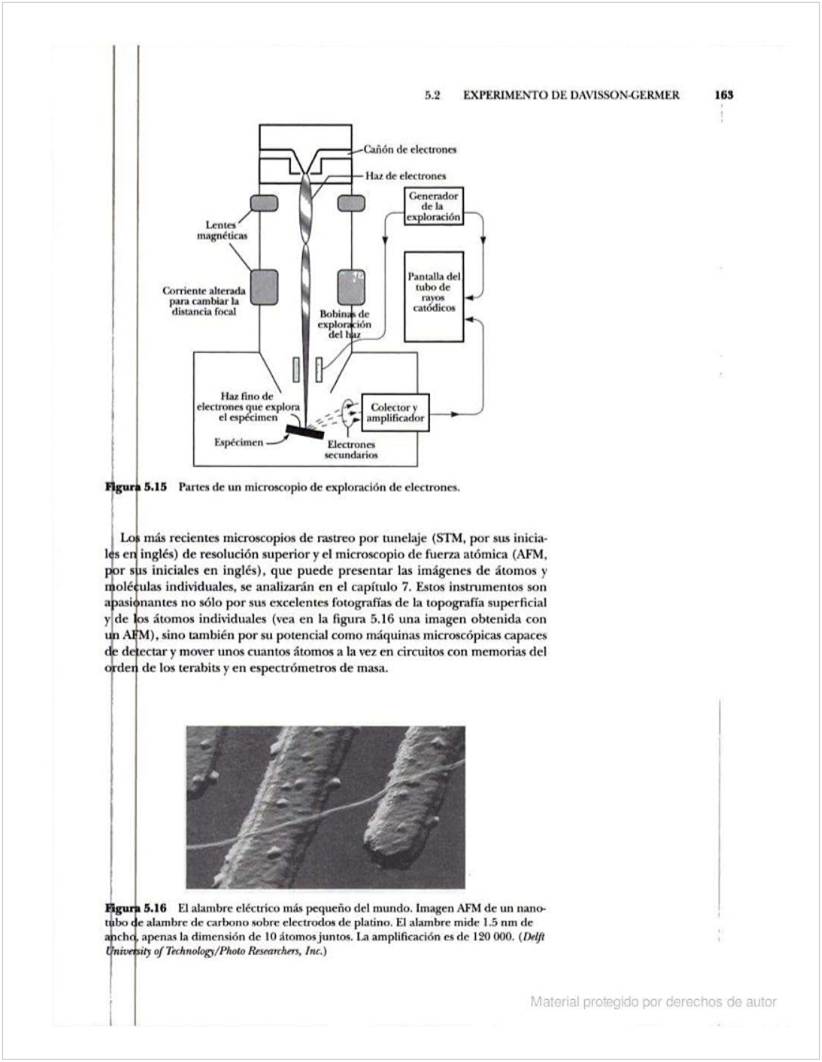 5.2 EXPERIMENTO DE DAVISSON-GERMER 163
Cañón de electrones
Haz de electrones
Generador
de la
exploración
Lentes
magnéticas
Pantalla del
tubo de
rayos
catódicos
Corriente alterada
para cambiar la
distancia focal
Bobinas de
exploración
del haz
Haz fino de
electrones que explora
el espécimen
Colector y
amplificador
Espécimen
Electrones
secundarios
Figura 5.15 Partes de un microscopio de exploración de electrones.
Los más recientes microscopios de rastreo por tunelaje (STM, por sus inicia-
les en inglés) de resolución superior y el microscopio de fuerza atómica (AFM,
por sus iniciales en inglés), que puede presentar las imágenes de átomos y
moléculas individuales, se analizarán en el capítulo 7. Estos instrumentos son
apasionantes no sólo por sus excelentes fotografías de la topografía superficial
y de los átomos individuales (vea en la figura 5.16 una imagen obtenida con
un AFM), sino también por su potencial como máquinas microscópicas capaces
de detectar y mover unos cuantos átomos a la vez en circuitos con memorias del
orden de los terabits y en espectrómetros de masa.
Figura 5.16 El alambre eléctrico más pequeño del mundo. Imagen AFM de un nano-
tubo de alambre de carbono sobre electrodos de platino. El alambre mide 1.5 nm de
ancho, apenas la dimensión de 10 átomos juntos. La amplificación es de 120 000. (Delft
University of Technology/Photo Researchers, Inc.)
Material protegido por derechos de autor